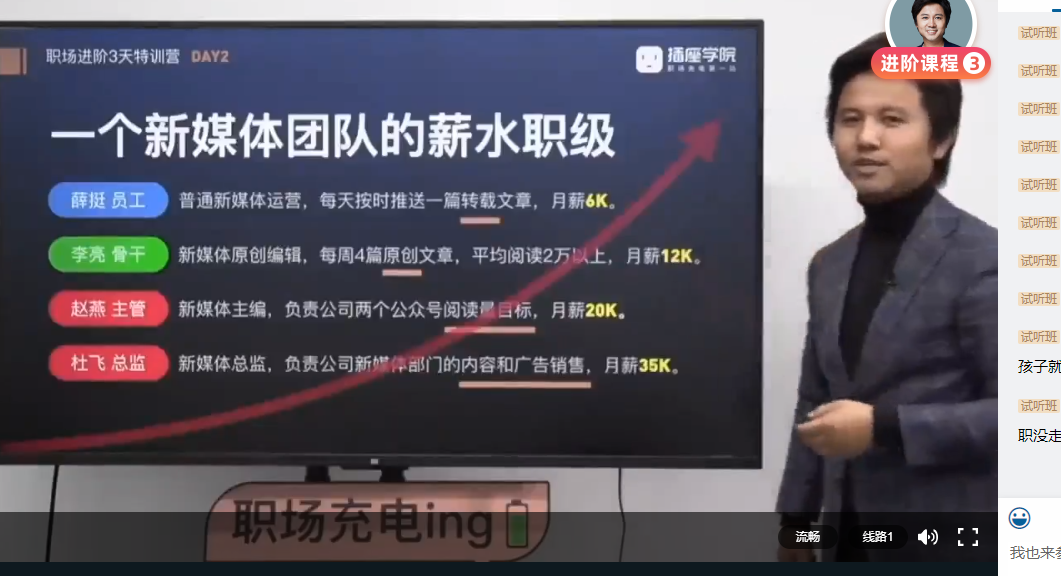 职场进阶3天特训营 DAY2
插座学院
职场充电第一站
进阶课程 3
一个新媒体团队的薪水职级
薛挺 员工 普通新媒体运营，每天按时推送一篇转载文章，月薪6K。
李亮 骨干 新媒体原创编辑，每周4篇原创文章，平均阅读2万以上，月薪12K。
赵燕 主管 新媒体主编，负责公司两个公众号阅读量目标，月薪20K。
杜飞 总监 新媒体总监，负责公司新媒体部门的内容和广告销售，月薪35K。
职场充电ing
流畅 线路1
试听班
试听班
试听班
试听班
试听班
试听班
试听班
试听班
试听班
孩子就
试听班
职没走
我也来参